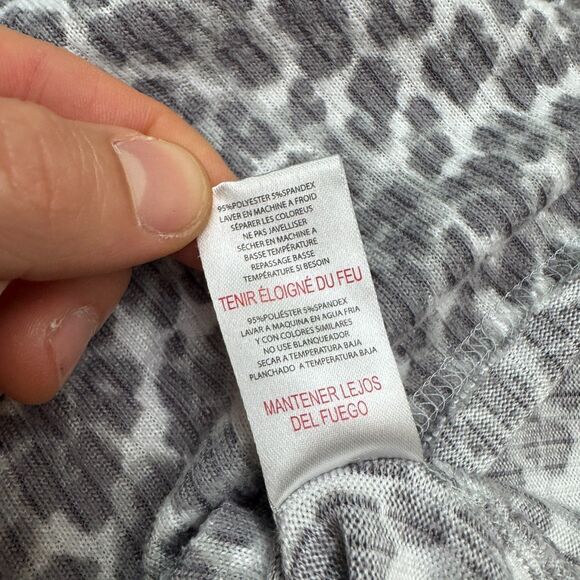 95%POLYESTER 5%SPANDEX
LAVER EN MACHINE A FROID
SÉPARER LES COLOREUS
NE PAS JAVELLISER
SÉCHER EN MACHINE A
BASSE TEMPÉRATURE
REPASSAGE BASSE
TEMPÉRATURE SI BESOIN
TENIR ÉLOIGNÉ DU FEU
95%POLIÉSTER 5%SPANDEX
LAVAR A MAQUINA EN AGUA FRIA
Y CON COLORES SIMILARES
NO USE BLANQUEADOR
SECAR A TEMPERATURA BAJA
PLANCHADO A TEMPERATURA BAJA
MANTENER LEJOS
DEL FUEGO